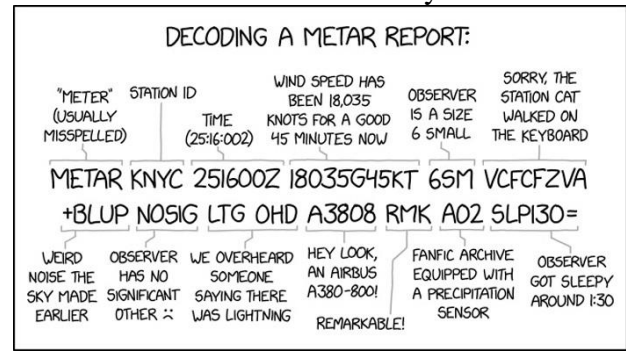 DECODING A METAR REPORT:
"METER"
(USUALLY
MISSPELLED)
STATION ID
TIME
(25:16:002)
WIND SPEED HAS
BEEN 18,035
KNOTS FOR A GOOD
45 MINUTES NOW
OBSERVER
IS A SIZE
6 SMALL
SORRY, THE
STATION CAT
WALKED ON
THE KEYBOARD
METAR KNYC 251600Z 18035G45KT 6SM VCFCFZVA
+BLUP NOSIG LTG OHD A3808 RMK A02 SLP130=
WEIRD
NOISE THE
SKY MADE
EARLIER
OBSERVER
HAS NO
SIGNIFICANT
OTHER :(
WE OVERHEARD
SOMEONE
SAYING THERE
WAS LIGHTNING
HEY LOOK,
AN AIRBUS
A380-800!
REMARKABLE!
FANFIC ARCHIVE
EQUIPPED WITH
A PRECIPITATION
SENSOR
OBSERVER
GOT SLEEPY
AROUND 1:30